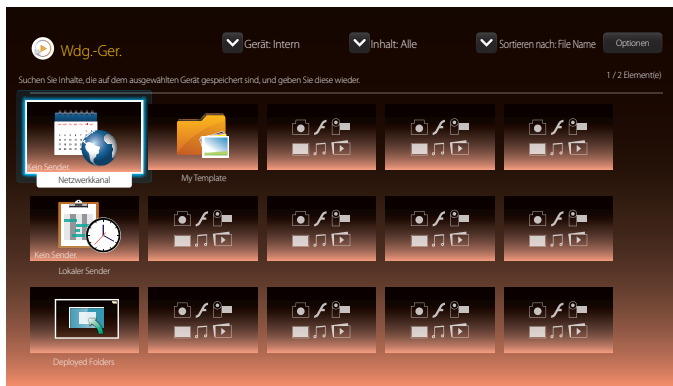 Wdg.-Ger.
Gerät: Intern
Inhalt: Alle
Sortieren nach: File Name
Optionen
Suchen Sie Inhalte, die auf dem ausgewählten Gerät gespeichert sind, und geben Sie diese wieder.
1 / 2 Element(e)
Kein Sender.
Netzwerkkanal
My Template
Kein Sender.
Lokaler Sender
Deployed Folders